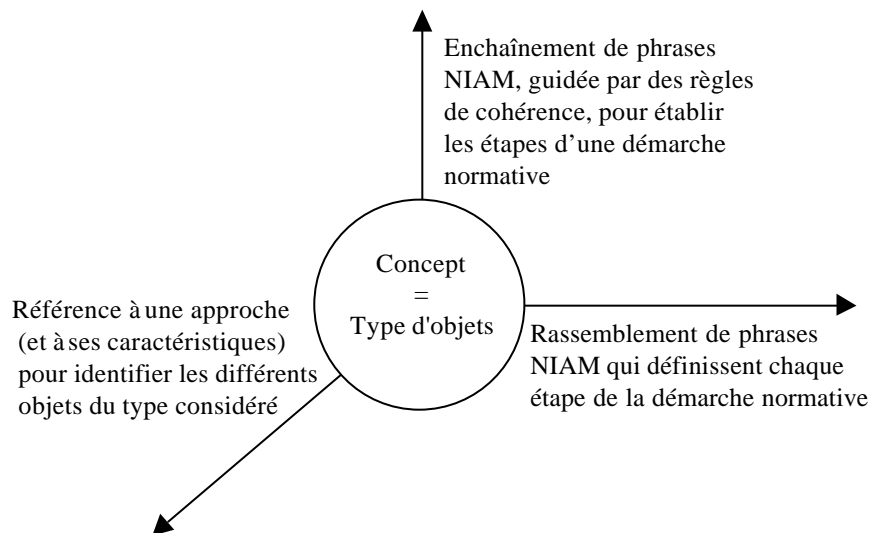 Enchaînement de phrases
NIAM, guidée par des règles
de cohérence, pour établir
les étapes d’une démarche
normative
Concept
=
Type d'objets
Référence à une approche
(et à ses caractéristiques)
pour identifier les différents
objets du type considéré
Rassemblement de phrases
NIAM qui définissent chaque
étape de la démarche normative